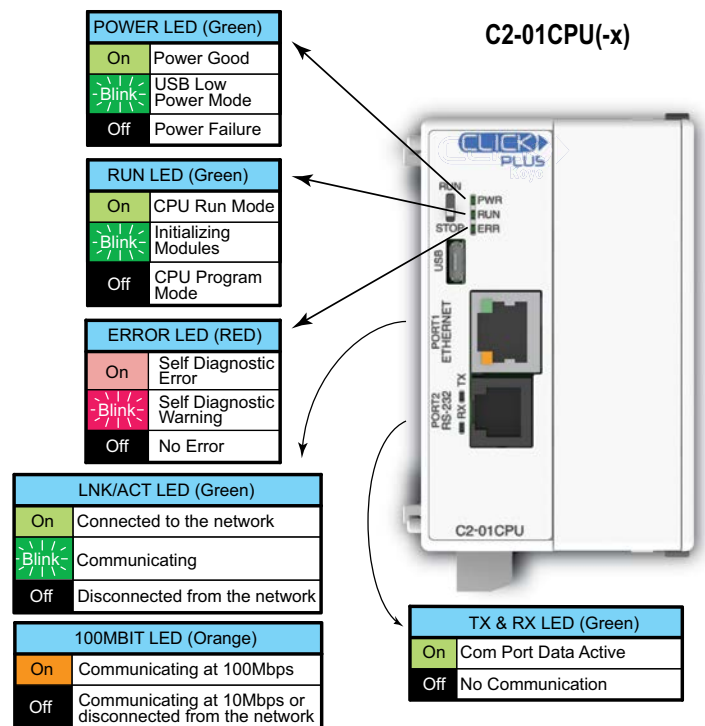 C2-01CPU(-x)
POWER LED (Green)
On Power Good
Blink USB Low
Power Mode
Off Power Failure
RUN LED (Green)
On CPU Run Mode
Blink Initializing
Modules
Off CPU Program
Mode
ERROR LED (RED)
On Self Diagnostic
Error
Blink Self Diagnostic
Warning
Off No Error
LNK/ACT LED (Green)
On Connected to the network
Blink Communicating
Off Disconnected from the network
100MBIT LED (Orange)
On Communicating at 100Mbps
Off Communicating at 10Mbps or
disconnected from the network
CLICK
PLUS
RUN
STOP
PWR
RUN
ERR
USB
PORT1
ETHERNET
PORT2
RS-232
RX TX
C2-01CPU
TX & RX LED (Green)
On Com Port Data Active
Off No Communication